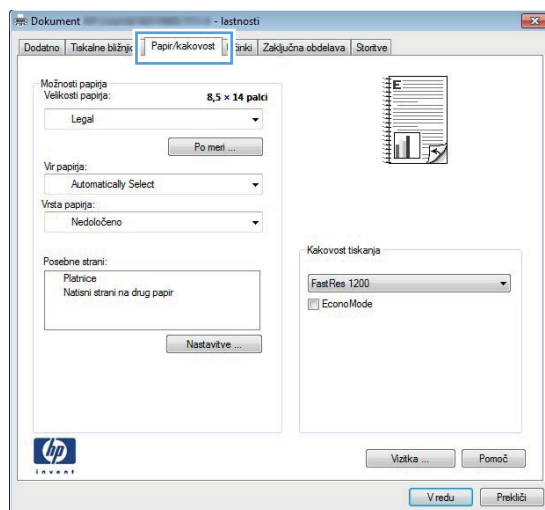 Dokument - lastnosti
Dodatno Tiskalne bližnjic Papir/kakovost činki Zaključna obdelava Storitve
Možnosti papirja
Velikosti papirja: 8,5 × 14 palci
Legal
Po meri ...
Vir papirja:
Automatically Select
Vrsta papirja:
Nedoločeno
Posebne strani:
Platnice
Natisni strani na drug papir
Nastavitve ...
E
Kakovost tiskanja
FastRes 1200
EconoMode
hp
invent
Vizitka ... Pomoč
V redu Prekliči